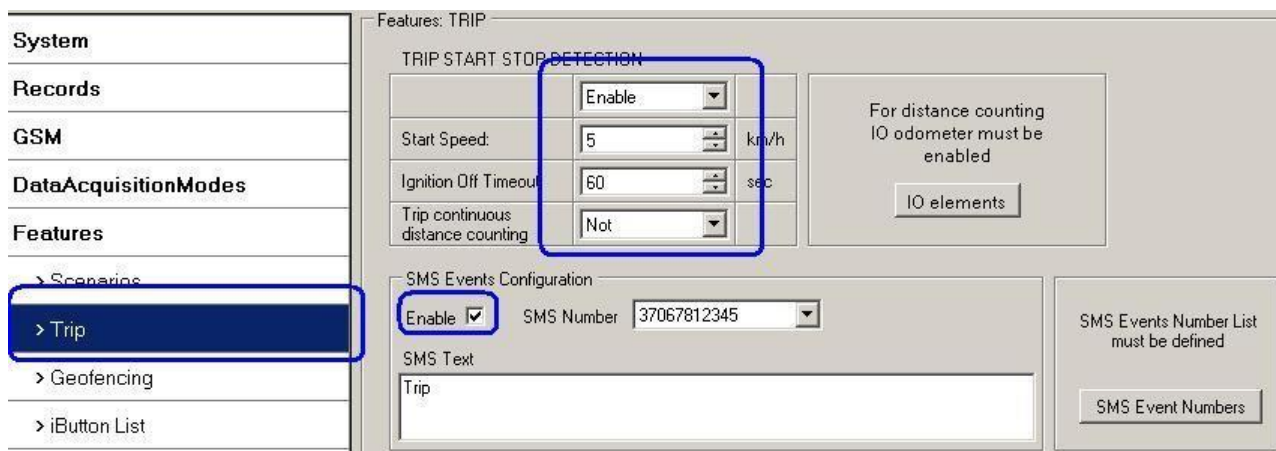 System
Records
GSM
DataAcquisitionModes
Features
> Scenarios
> Trip
> Geofencing
> iButton List
Features: TRIP
TRIP START STOP DETECTION
Enable
Start Speed: 5 km/h
Ignition Off Timeout 60 sec
Trip continuous
distance counting Not
For distance counting
IO odometer must be
enabled
IO elements
SMS Events Configuration
Enable SMS Number 37067812345
SMS Text
Trip
SMS Events Number List
must be defined
SMS Event Numbers